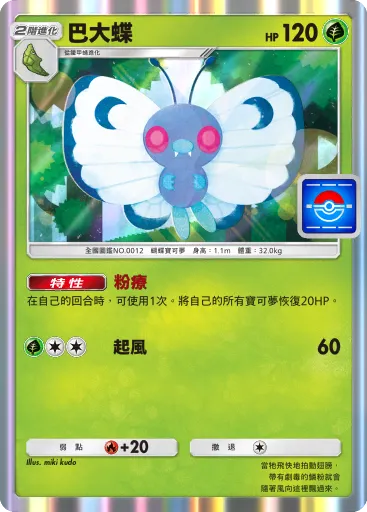 2階進化
巴大蝶
HP 120
從鐵甲蛹進化
全國圖鑑NO.0012 蝴蝶寶可夢 身高:1.1m 體重:32.0kg
特性 粉療
在自己的回合時,可使用1次。將自己的所有寶可夢恢復20HP。
起風 60
弱點 +20
撤退
Illus. miki kudo
當牠飛快地拍動翅膀,
帶有劇毒的鱗粉就會
隨著風向這裡飄過來。